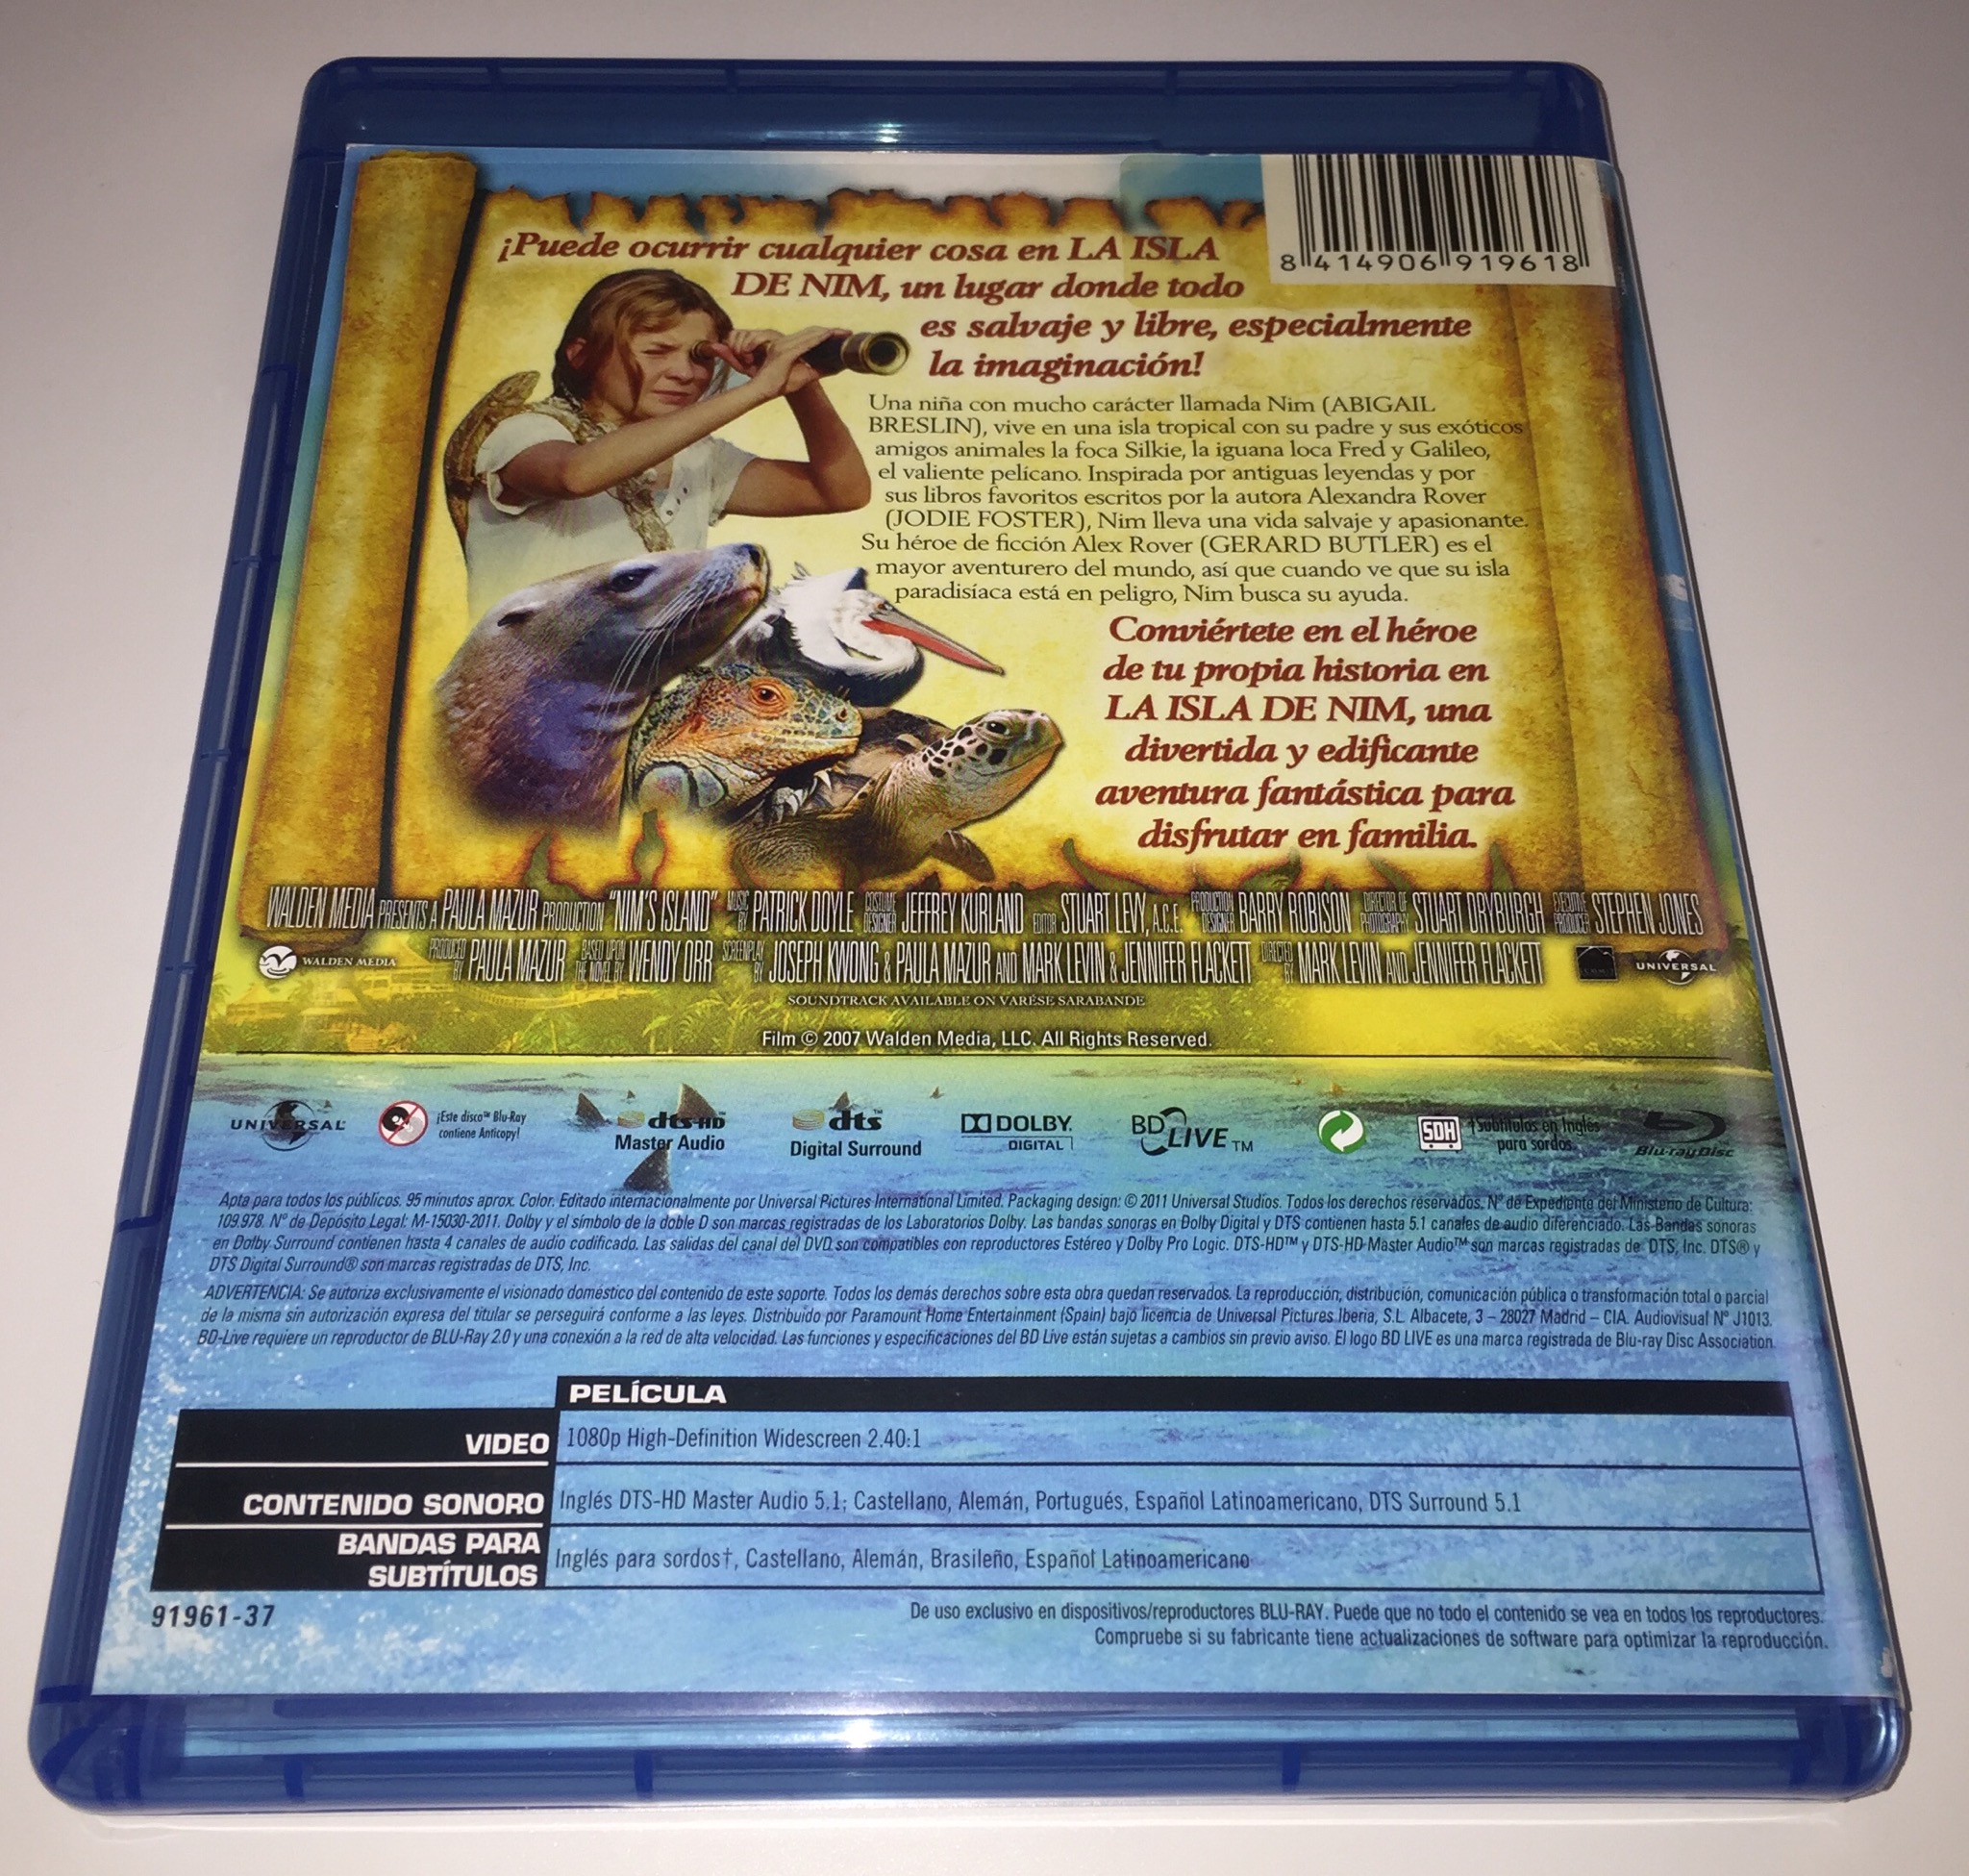 ¡Puede ocurrir cualquier cosa en LA ISLA
DE NIM, un lugar donde todo
es salvaje y libre, especialmente
la imaginación!
8 414906 919618
Una niña con mucho carácter llamada Nim (ABIGAIL
BRESLIN), vive en una isla tropical con su padre y sus exóticos
amigos animales la foca Silkie, la iguana loca Fred y Galileo,
el valiente pelícano. Inspirada por antiguas leyendas y por
sus libros favoritos escritos por la autora Alexandra Rover
(JODIE FOSTER), Nim lleva una vida salvaje y apasionante.
Su héroe de ficción Alex Rover (GERARD BUTLER) es el
mayor aventurero del mundo, así que cuando ve que su isla
paradisíaca está en peligro, Nim busca su ayuda.
Conviértete en el héroe
de tu propia historia en
LA ISLA DE NIM, una
divertida y edificante
aventura fantástica para
disfrutar en familia.
WALDEN MEDIA PRESENTS A PAULA MAZUR PRODUCTION "NIM'S ISLAND" MUSIC BY PATRICK DOYLE COSTUME DESIGNER JEFFREY KURLAND EDITOR STUART LEVY, A.C.E. PRODUCTION DESIGNER BARRY ROBISON DIRECTOR OF PHOTOGRAPHY STUART DRYBURGH EXECUTIVE PRODUCER STEPHEN JONES
WALDEN MEDIA PRODUCED BY PAULA MAZUR BASED UPON THE NOVEL BY WENDY ORR SCREENPLAY BY JOSEPH KWONG & PAULA MAZUR AND MARK LEVIN & JENNIFER FLACKETT DIRECTED BY MARK LEVIN AND JENNIFER FLACKETT UNIVERSAL
SOUNDTRACK AVAILABLE ON VARÈSE SARABANDE
Film © 2007 Walden Media, LLC. All Rights Reserved.
UNIVERSAL ¡Este disco™ Blu-Ray contiene Anticopy! dts-HD Master Audio dts™ Digital Surround DOLBY DIGITAL BD LIVE™ SDH †Subtítulos en Inglés para sordos. Blu-ray Disc
Apta para todos los públicos. 95 minutos aprox. Color. Editado internacionalmente por Universal Pictures International Limited. Packaging design: © 2011 Universal Studios. Todos los derechos reservados. Nº de Expediente del Ministerio de Cultura:
109.978. Nº de Depósito Legal: M-15030-2011. Dolby y el símbolo de la doble D son marcas registradas de los Laboratorios Dolby. Las bandas sonoras en Dolby Digital y DTS contienen hasta 5.1 canales de audio diferenciado. Las Bandas sonoras
en Dolby Surround contienen hasta 4 canales de audio codificado. Las salidas del canal del DVD son compatibles con reproductores Estéreo y Dolby Pro Logic. DTS-HD™ y DTS-HD Master Audio™ son marcas registradas de DTS, Inc. DTS® y
DTS Digital Surround® son marcas registradas de DTS, Inc.
ADVERTENCIA: Se autoriza exclusivamente el visionado doméstico del contenido de este soporte. Todos los demás derechos sobre esta obra quedan reservados. La reproducción, distribución, comunicación pública o transformación total o parcial
de la misma sin autorización expresa del titular se perseguirá conforme a las leyes. Distribuido por Paramount Home Entertainment (Spain) bajo licencia de Universal Pictures Iberia, S.L. Albacete, 3 – 28027 Madrid – CIA. Audiovisual Nº J1013.
BD-Live requiere un reproductor de BLU-Ray 2.0 y una conexión a la red de alta velocidad. Las funciones y especificaciones del BD Live están sujetas a cambios sin previo aviso. El logo BD LIVE es una marca registrada de Blu-ray Disc Association.
PELÍCULA
VIDEO 1080p High-Definition Widescreen 2.40:1
CONTENIDO SONORO Inglés DTS-HD Master Audio 5.1; Castellano, Alemán, Portugués, Español Latinoamericano, DTS Surround 5.1
BANDAS PARA
SUBTÍTULOS Inglés para sordos†, Castellano, Alemán, Brasileño, Español Latinoamericano
91961-37
De uso exclusivo en dispositivos/reproductores BLU-RAY. Puede que no todo el contenido se vea en todos los reproductores.
Compruebe si su fabricante tiene actualizaciones de software para optimizar la reproducción.